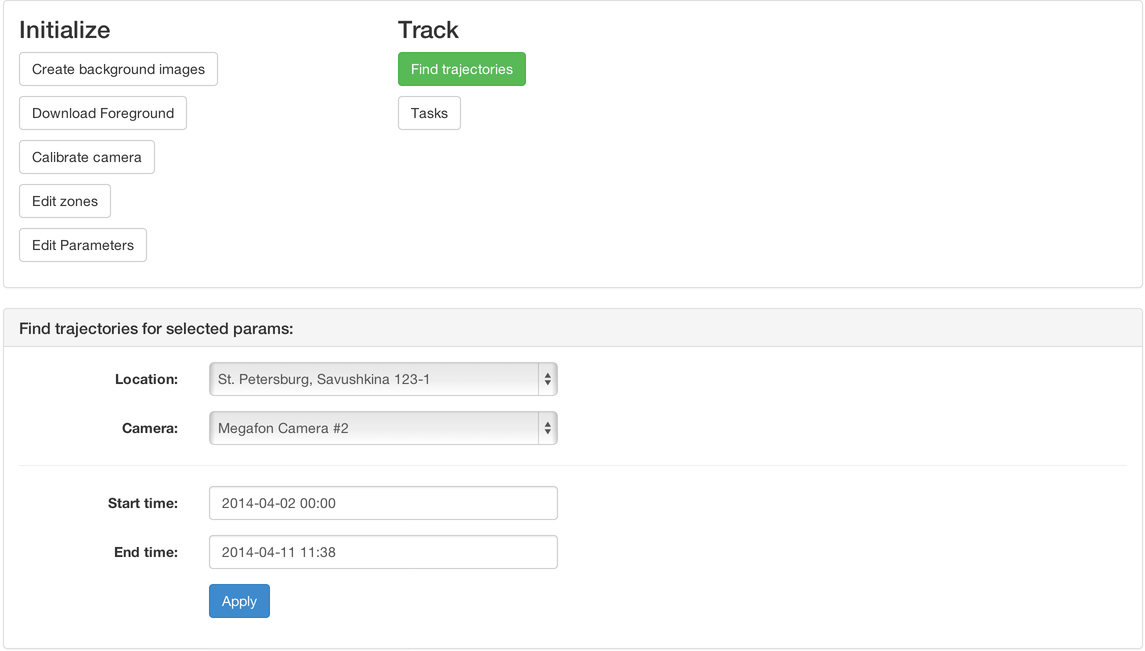 Initialize
Create background images
Download Foreground
Calibrate camera
Edit zones
Edit Parameters
Track
Find trajectories
Tasks
Find trajectories for selected params:
Location: St. Petersburg, Savushkina 123-1
Camera: Megafon Camera #2
Start time: 2014-04-02 00:00
End time: 2014-04-11 11:38
Apply